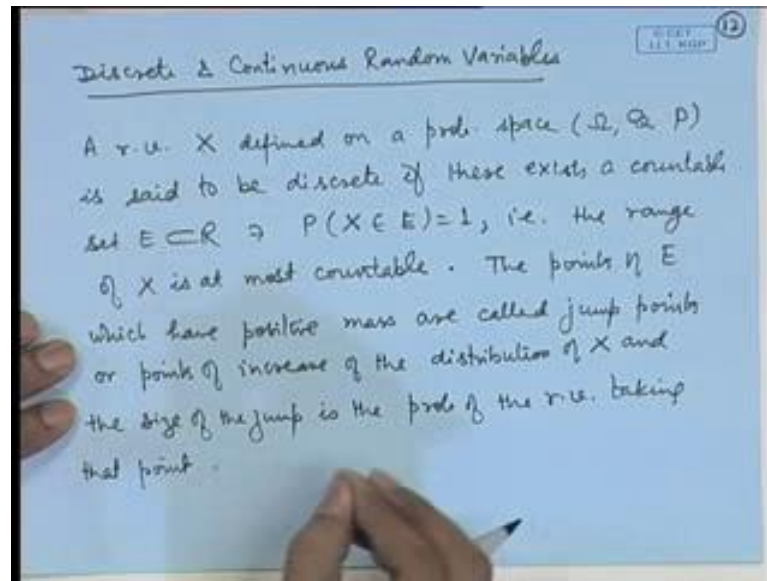 12
Discrete & Continuous Random Variables
A r.v. X defined on a prob. space (Ω, P)
is said to be discrete if there exists a countable
set E ⊂ R ∋ P(X ∈ E)=1, i.e. the range
of X is at most countable. The points of E
which have positive mass are called jump points
or points of increase of the distribution of X and
the size of the jump is the prob of the r.v. taking
that point.